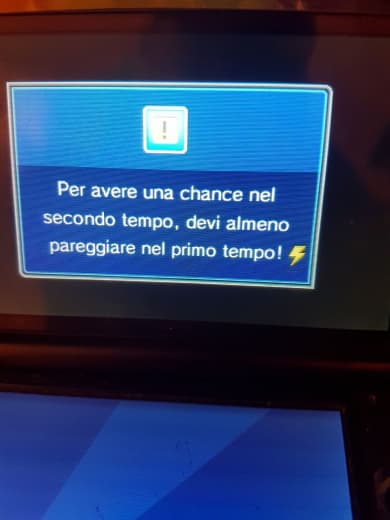 Per avere una chance nel
secondo tempo, devi almeno
pareggiare nel primo tempo!